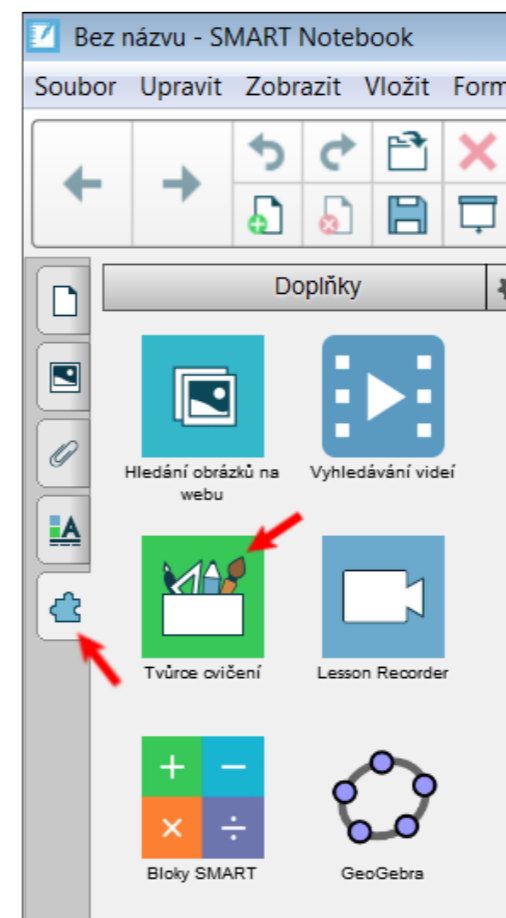 Bez názvu - SMART Notebook
Soubor Upravit Zobrazit Vložit Form
Doplňky
Hledání obrázků na
webu
Vyhledávání videí
Tvůrce cvičení
Lesson Recorder
Bloky SMART
GeoGebra